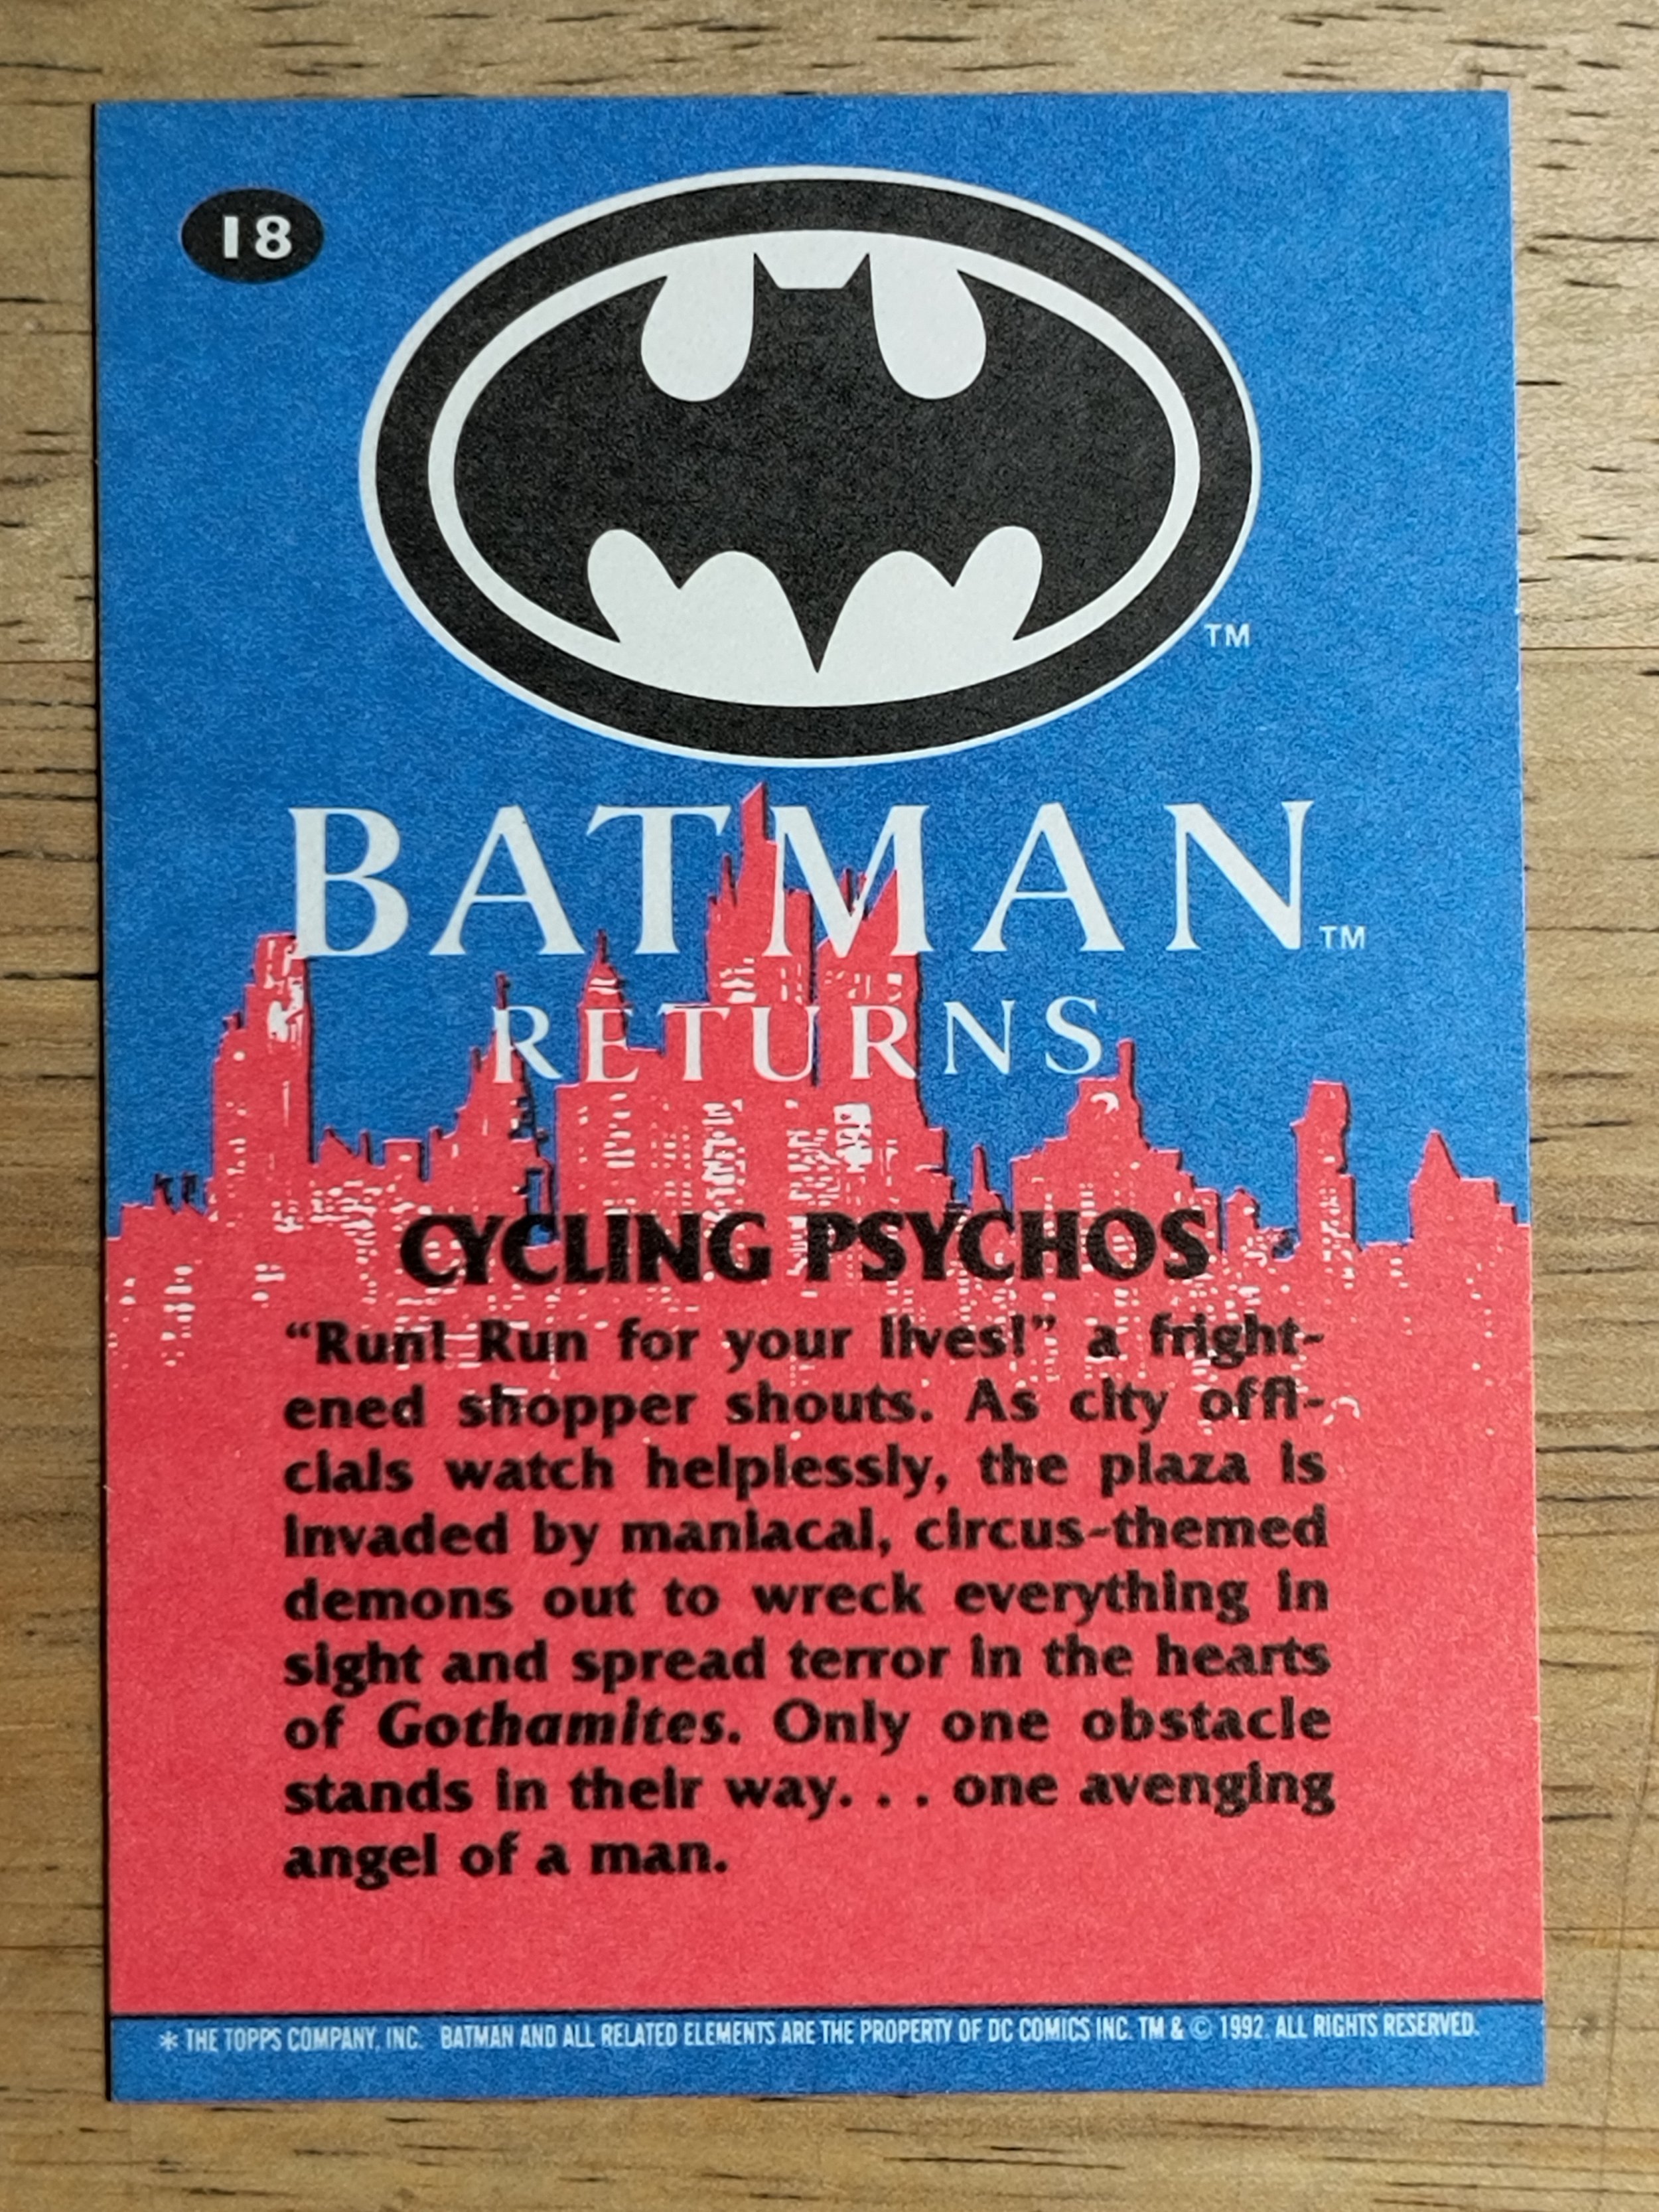 18
TM
BATMAN TM
RETURNS
CYCLING PSYCHOS
“Run! Run for your lives!” a fright-
ened shopper shouts. As city offi-
cials watch helplessly, the plaza is
invaded by maniacal, circus-themed
demons out to wreck everything in
sight and spread terror in the hearts
of Gothamites. Only one obstacle
stands in their way. . . one avenging
angel of a man.
* THE TOPPS COMPANY, INC. BATMAN AND ALL RELATED ELEMENTS ARE THE PROPERTY OF DC COMICS INC. TM & © 1992. ALL RIGHTS RESERVED.